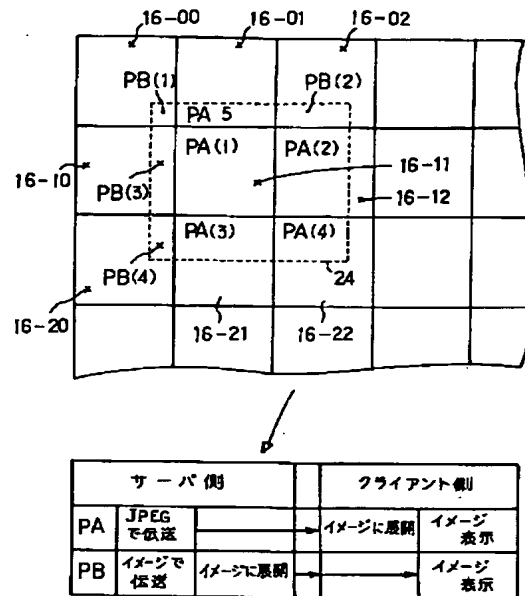 16-00
16-01
16-02
PB(1)
PB(2)
PA 5
PA(1)
PA(2)
16-11
16-10
PB(3)
16-12
PA(3)
PA(4)
PB(4)
24
16-20
16-21
16-22
サーバ側 クライアント側
PA JPEGで伝送 イメージに展開 イメージ表示
PB イメージで伝送 イメージに展開 イメージ表示